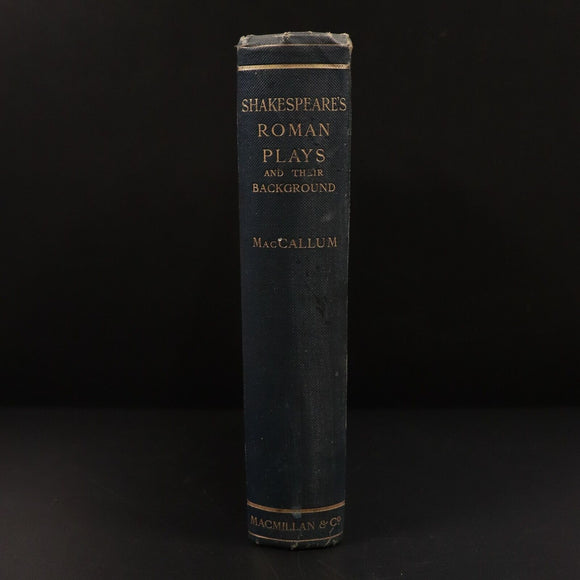 SHAKESPEARE'S
ROMAN
PLAYS
AND THEIR
BACKGROUND
MACCALLUM
MACMILLAN & Co